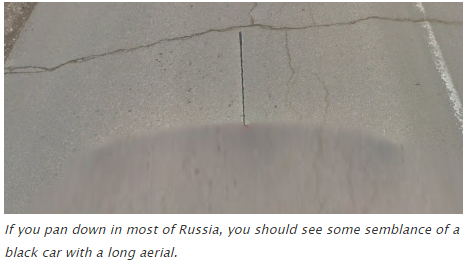 If you pan down in most of Russia, you should see some semblance of a
black car with a long aerial.